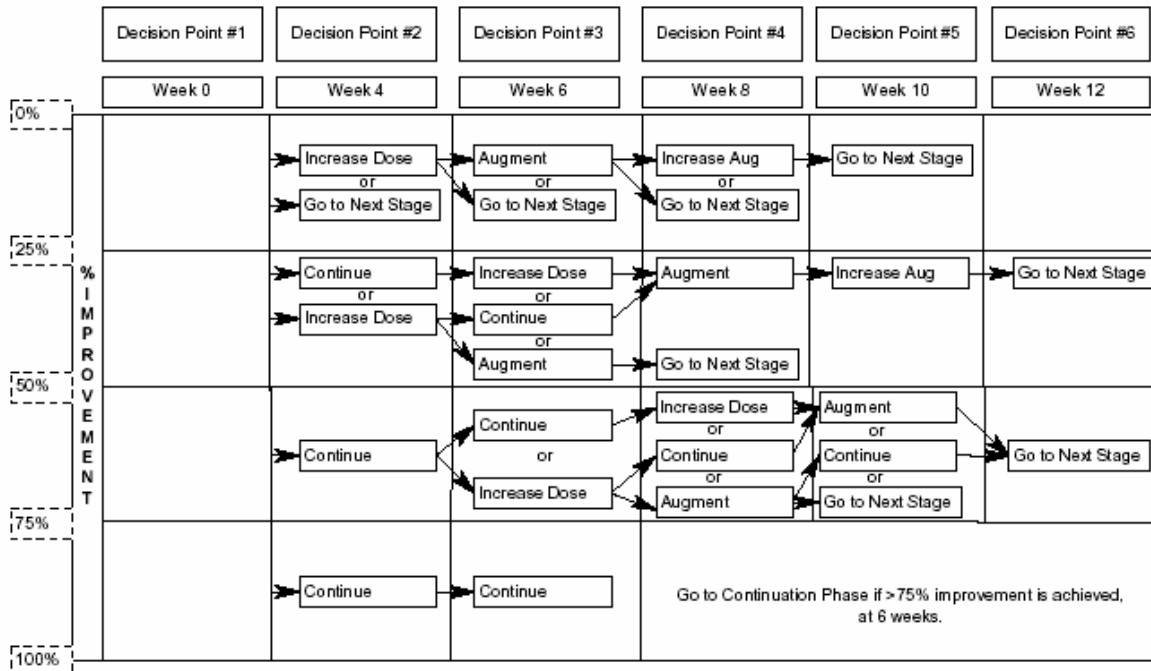 Decision Point #1
Decision Point #2
Decision Point #3
Decision Point #4
Decision Point #5
Decision Point #6
Week 0
Week 4
Week 6
Week 8
Week 10
Week 12
0%
Increase Dose
Augment
Increase Aug
Go to Next Stage
or
or
or
Go to Next Stage
Go to Next Stage
Go to Next Stage
25%
% IMPROVEMENT
Continue
Increase Dose
Augment
Increase Aug
Go to Next Stage
or
or
Increase Dose
Continue
or
Augment
Go to Next Stage
50%
Increase Dose
Augment
Continue
or
or
Continue
or
Continue
Continue
Go to Next Stage
or
or
Increase Dose
Augment
Go to Next Stage
75%
Continue
Continue
Go to Continuation Phase if >75% improvement is achieved,
at 6 weeks.
100%